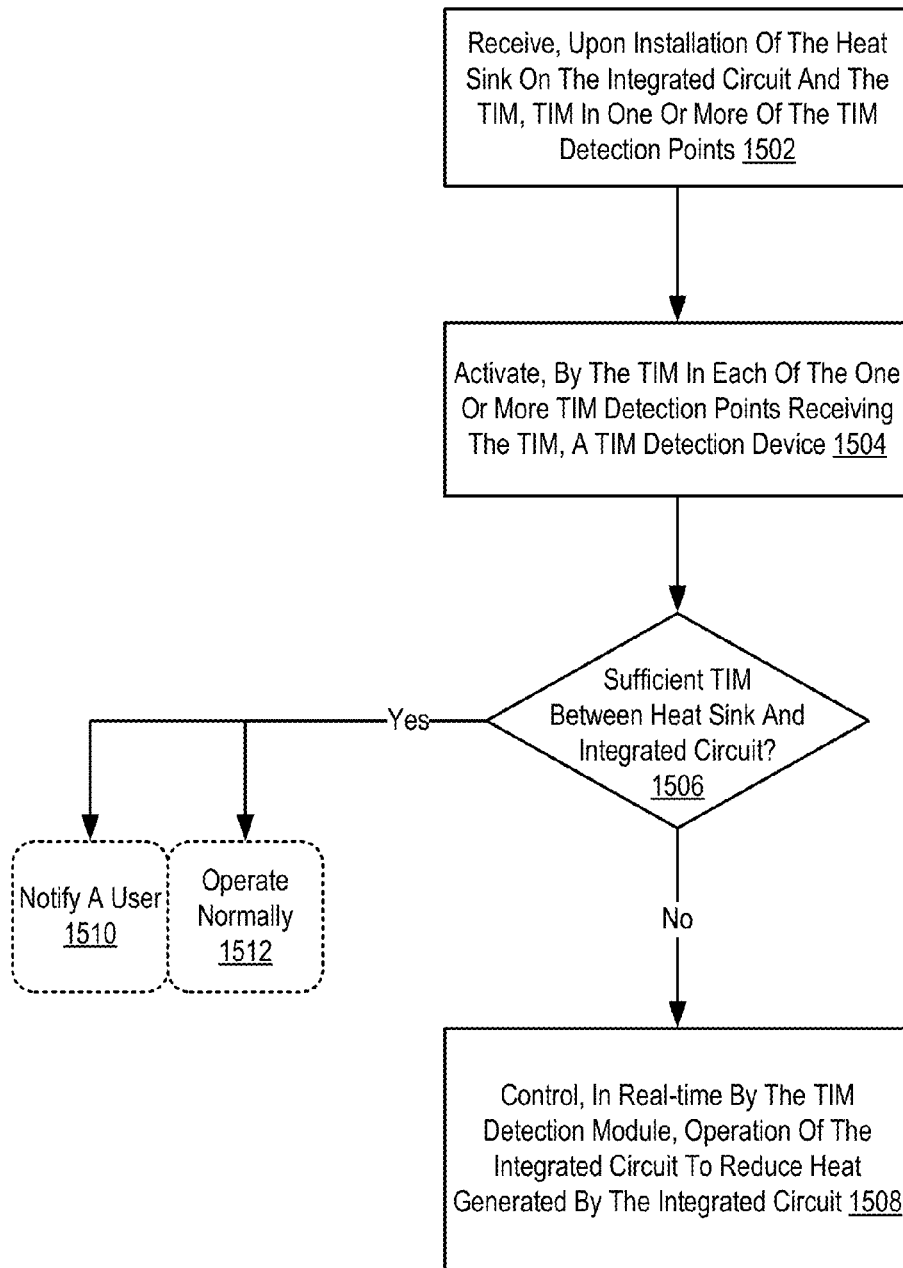 Receive, Upon Installation Of The Heat
Sink On The Integrated Circuit And The
TIM, TIM In One Or More Of The TIM
Detection Points 1502
Activate, By The TIM In Each Of The One
Or More TIM Detection Points Receiving
The TIM, A TIM Detection Device 1504
Sufficient TIM
Between Heat Sink And
Integrated Circuit?
1506
Yes
Notify A User
1510
Operate
Normally
1512
No
Control, In Real-time By The TIM
Detection Module, Operation Of The
Integrated Circuit To Reduce Heat
Generated By The Integrated Circuit 1508